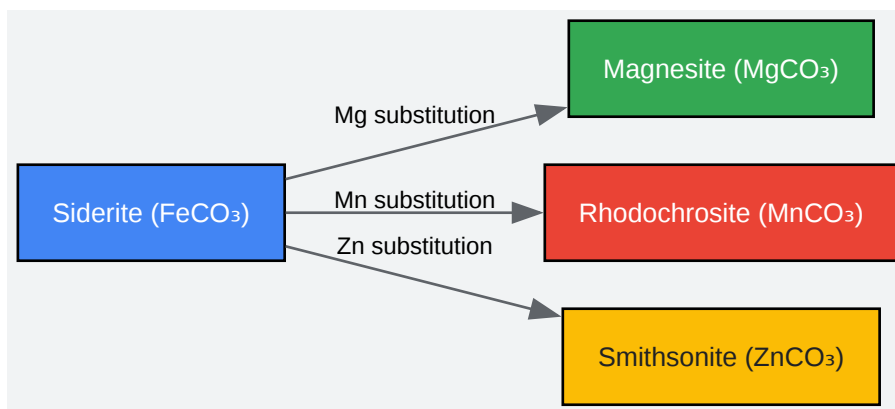 Magnesite (MgCO₃)
Mg substitution
Siderite (FeCO₃)
Mn substitution
Rhodochrosite (MnCO₃)
Zn substitution
Smithsonite (ZnCO₃)